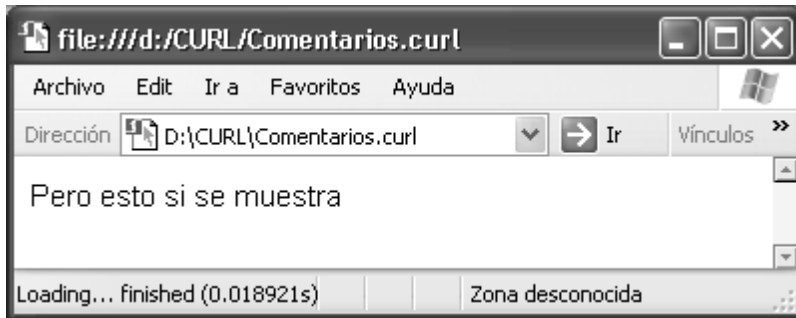 file:///d:/CURL/Comentarios.curl
Archivo Edit Ir a Favoritos Ayuda
Dirección D:\CURL\Comentarios.curl Ir Vínculos »
Pero esto si se muestra
Loading... finished (0.018921s) Zona desconocida